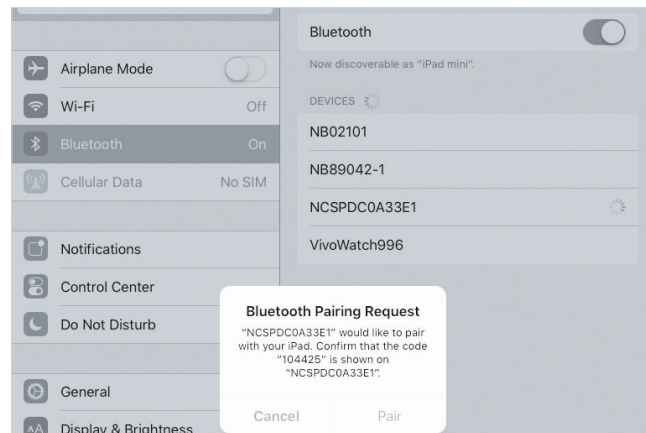 Airplane Mode
Wi-Fi Off
Bluetooth On
Cellular Data No SIM
Notifications
Control Center
Do Not Disturb
General
AA Display & Brightness
Bluetooth
Now discoverable as “iPad mini”.
DEVICES
NB02101
NB89042-1
NCSPDC0A33E1
VivoWatch996
Bluetooth Pairing Request
“NCSPDC0A33E1” would like to pair
with your iPad. Confirm that the code
“104425” is shown on
“NCSPDC0A33E1”.
Cancel Pair